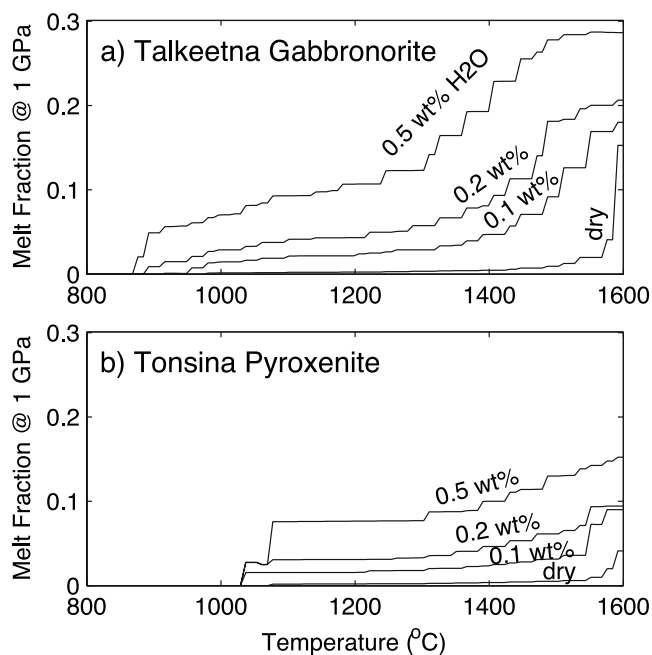 Melt Fraction @ 1 GPa
0.3
0.2
0.1
0
a) Talkeetna Gabbronorite
0.5 wt% H2O
0.2 wt%
0.1 wt%
dry
800
1000
1200
1400
1600
Melt Fraction @ 1 GPa
0.3
0.2
0.1
0
b) Tonsina Pyroxenite
0.5 wt%
0.2 wt%
0.1 wt%
dry
800
1000
1200
1400
1600
Temperature (°C)